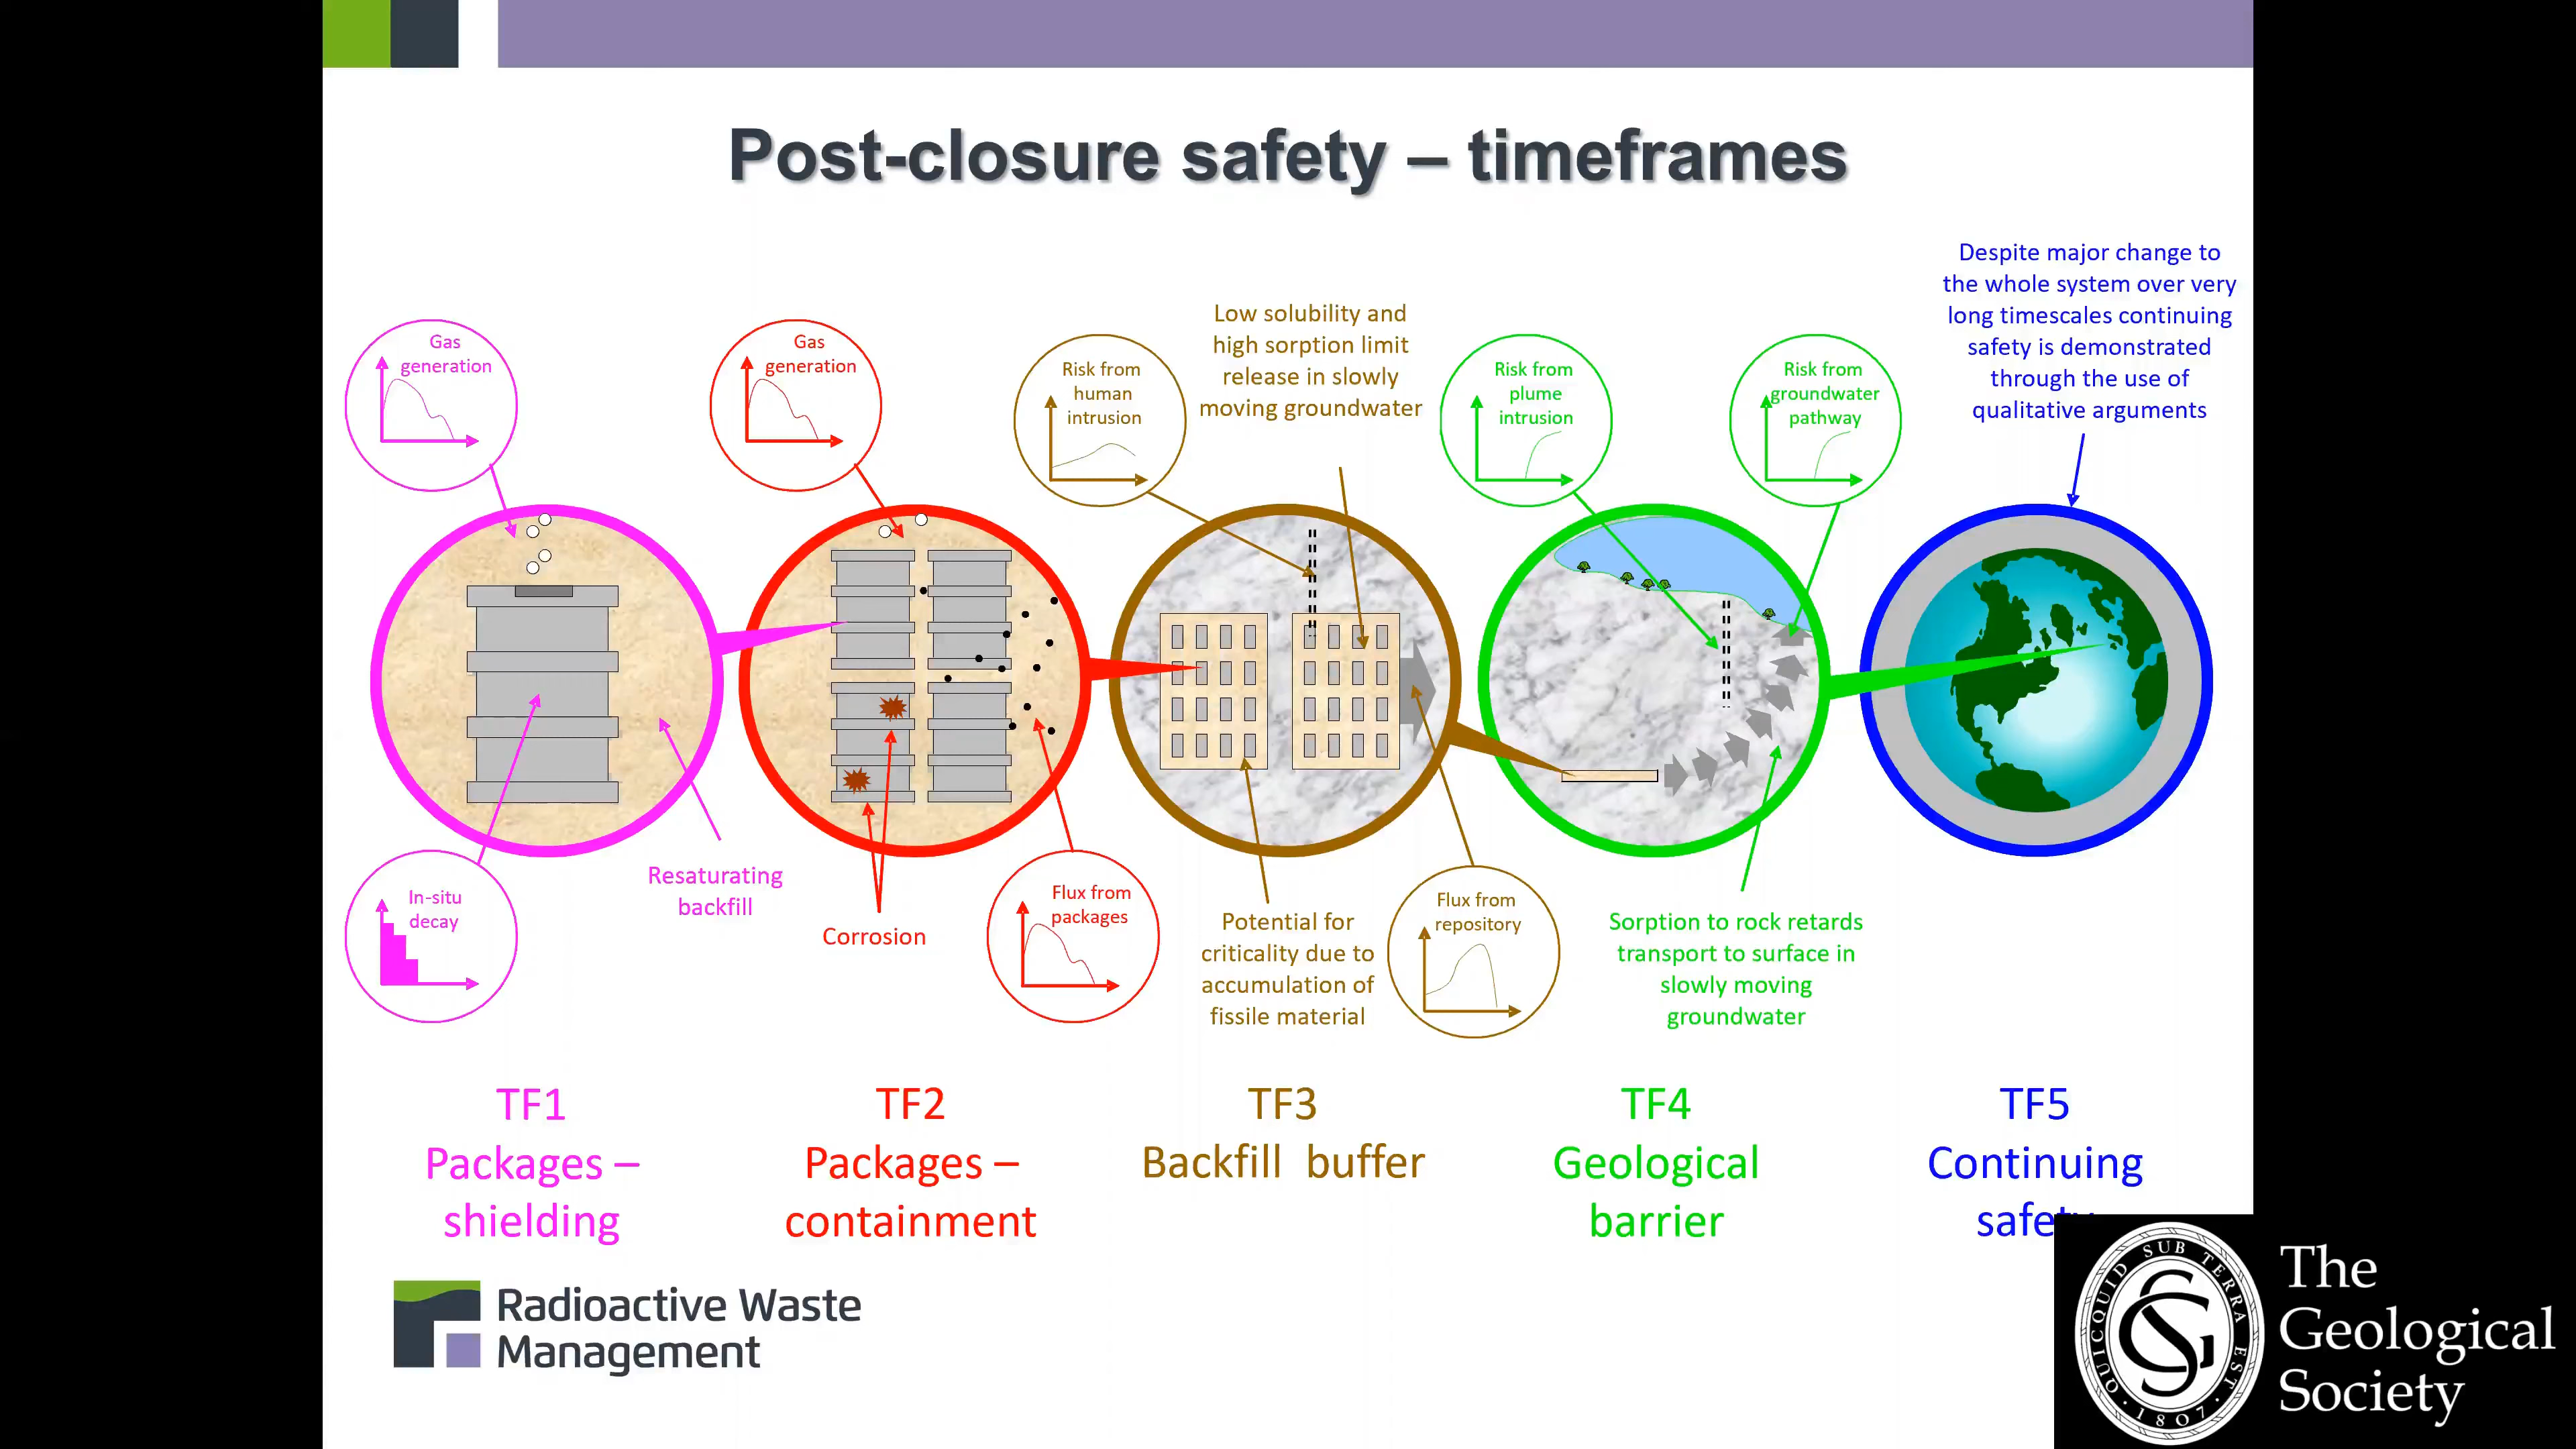 Post-closure safety – timeframes
Despite major change to
the whole system over very
long timescales continuing
safety is demonstrated
through the use of
qualitative arguments
Low solubility and
high sorption limit
release in slowly
moving groundwater
Gas
generation
Gas
generation
Risk from
human
intrusion
Risk from
plume
intrusion
Risk from
groundwater
pathway
In-situ
decay
Resaturating
backfill
Corrosion
Flux from
packages
Potential for
criticality due to
accumulation of
fissile material
Flux from
repository
Sorption to rock retards
transport to surface in
slowly moving
groundwater
TF1
Packages –
shielding
TF2
Packages –
containment
TF3
Backfill buffer
TF4
Geological
barrier
TF5
Continuing
safety
Radioactive Waste
Management
QUICQUID SUB TERRA EST
1807
The
Geological
Society